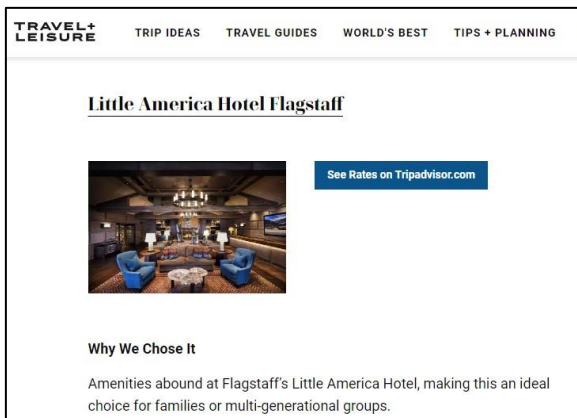 TRAVEL+
LEISURE
TRIP IDEAS TRAVEL GUIDES WORLD'S BEST TIPS + PLANNING
Little America Hotel Flagstaff
See Rates on Tripadvisor.com
Why We Chose It
Amenities abound at Flagstaff's Little America Hotel, making this an ideal
choice for families or multi-generational groups.